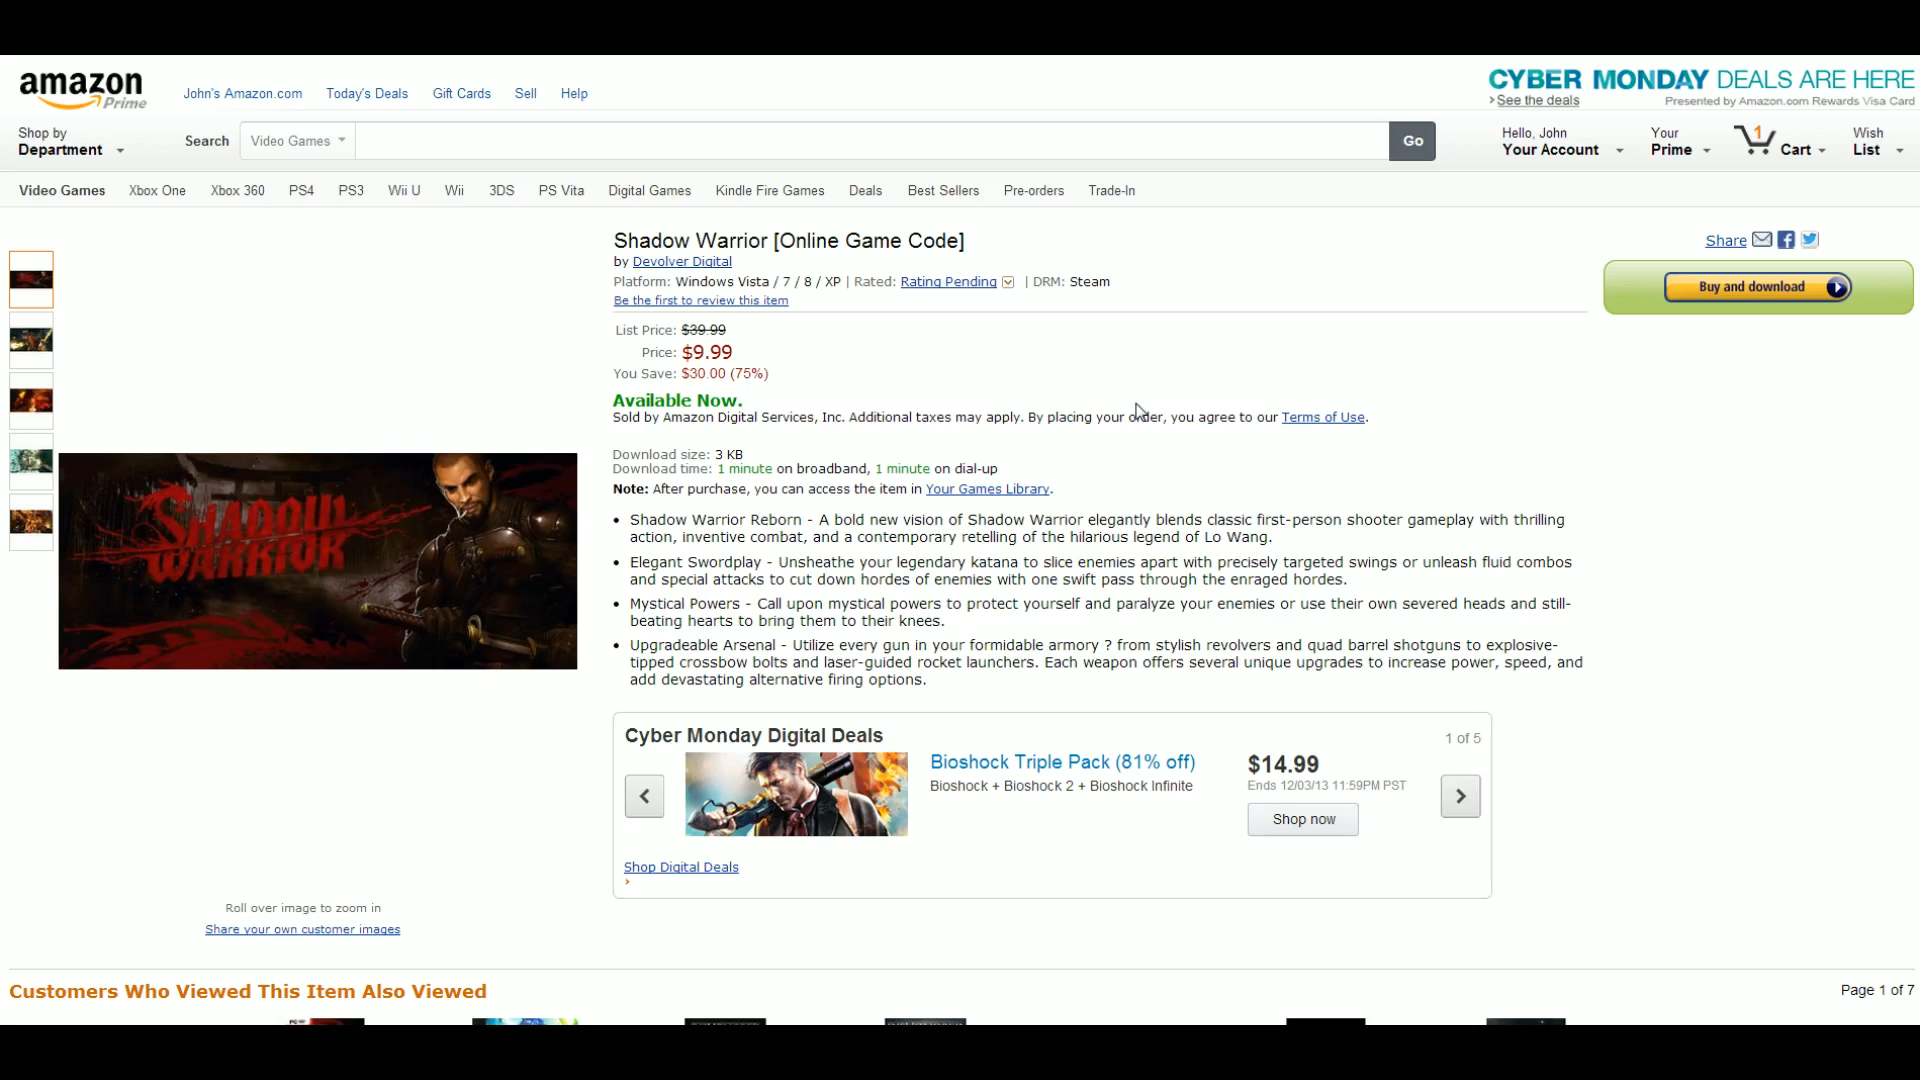 amazon
Prime
John's Amazon.com Today's Deals Gift Cards Sell Help
CYBER MONDAY DEALS ARE HERE
See the deals
Presented by Amazon.com Rewards Visa Card
Shop by
Department
Search
Video Games
Go
Hello, John
Your Account
Your
Prime
1
Cart
Wish
List
Video Games Xbox One Xbox 360 PS4 PS3 Wii U Wii 3DS PS Vita Digital Games Kindle Fire Games Deals Best Sellers Pre-orders Trade-In
Shadow Warrior [Online Game Code]
by Devolver Digital
Platform: Windows Vista / 7 / 8 / XP | Rated: Rating Pending | DRM: Steam
Be the first to review this item
Share
Buy and download
List Price: $39.99
Price: $9.99
You Save: $30.00 (75%)
Available Now.
Sold by Amazon Digital Services, Inc. Additional taxes may apply. By placing your order, you agree to our Terms of Use.
Download size: 3 KB
Download time: 1 minute on broadband, 1 minute on dial-up
Note: After purchase, you can access the item in Your Games Library.
SHADOW
WARRIOR
• Shadow Warrior Reborn - A bold new vision of Shadow Warrior elegantly blends classic first-person shooter gameplay with thrilling
action, inventive combat, and a contemporary retelling of the hilarious legend of Lo Wang.
• Elegant Swordplay - Unsheathe your legendary katana to slice enemies apart with precisely targeted swings or unleash fluid combos
and special attacks to cut down hordes of enemies with one swift pass through the enraged hordes.
• Mystical Powers - Call upon mystical powers to protect yourself and paralyze your enemies or use their own severed heads and still-
beating hearts to bring them to their knees.
• Upgradeable Arsenal - Utilize every gun in your formidable armory ? from stylish revolvers and quad barrel shotguns to explosive-
tipped crossbow bolts and laser-guided rocket launchers. Each weapon offers several unique upgrades to increase power, speed, and
add devastating alternative firing options.
Cyber Monday Digital Deals
1 of 5
Bioshock Triple Pack (81% off)
Bioshock + Bioshock 2 + Bioshock Infinite
$14.99
Ends 12/03/13 11:59PM PST
Shop now
Shop Digital Deals
Roll over image to zoom in
Share your own customer images
Customers Who Viewed This Item Also Viewed
Page 1 of 7